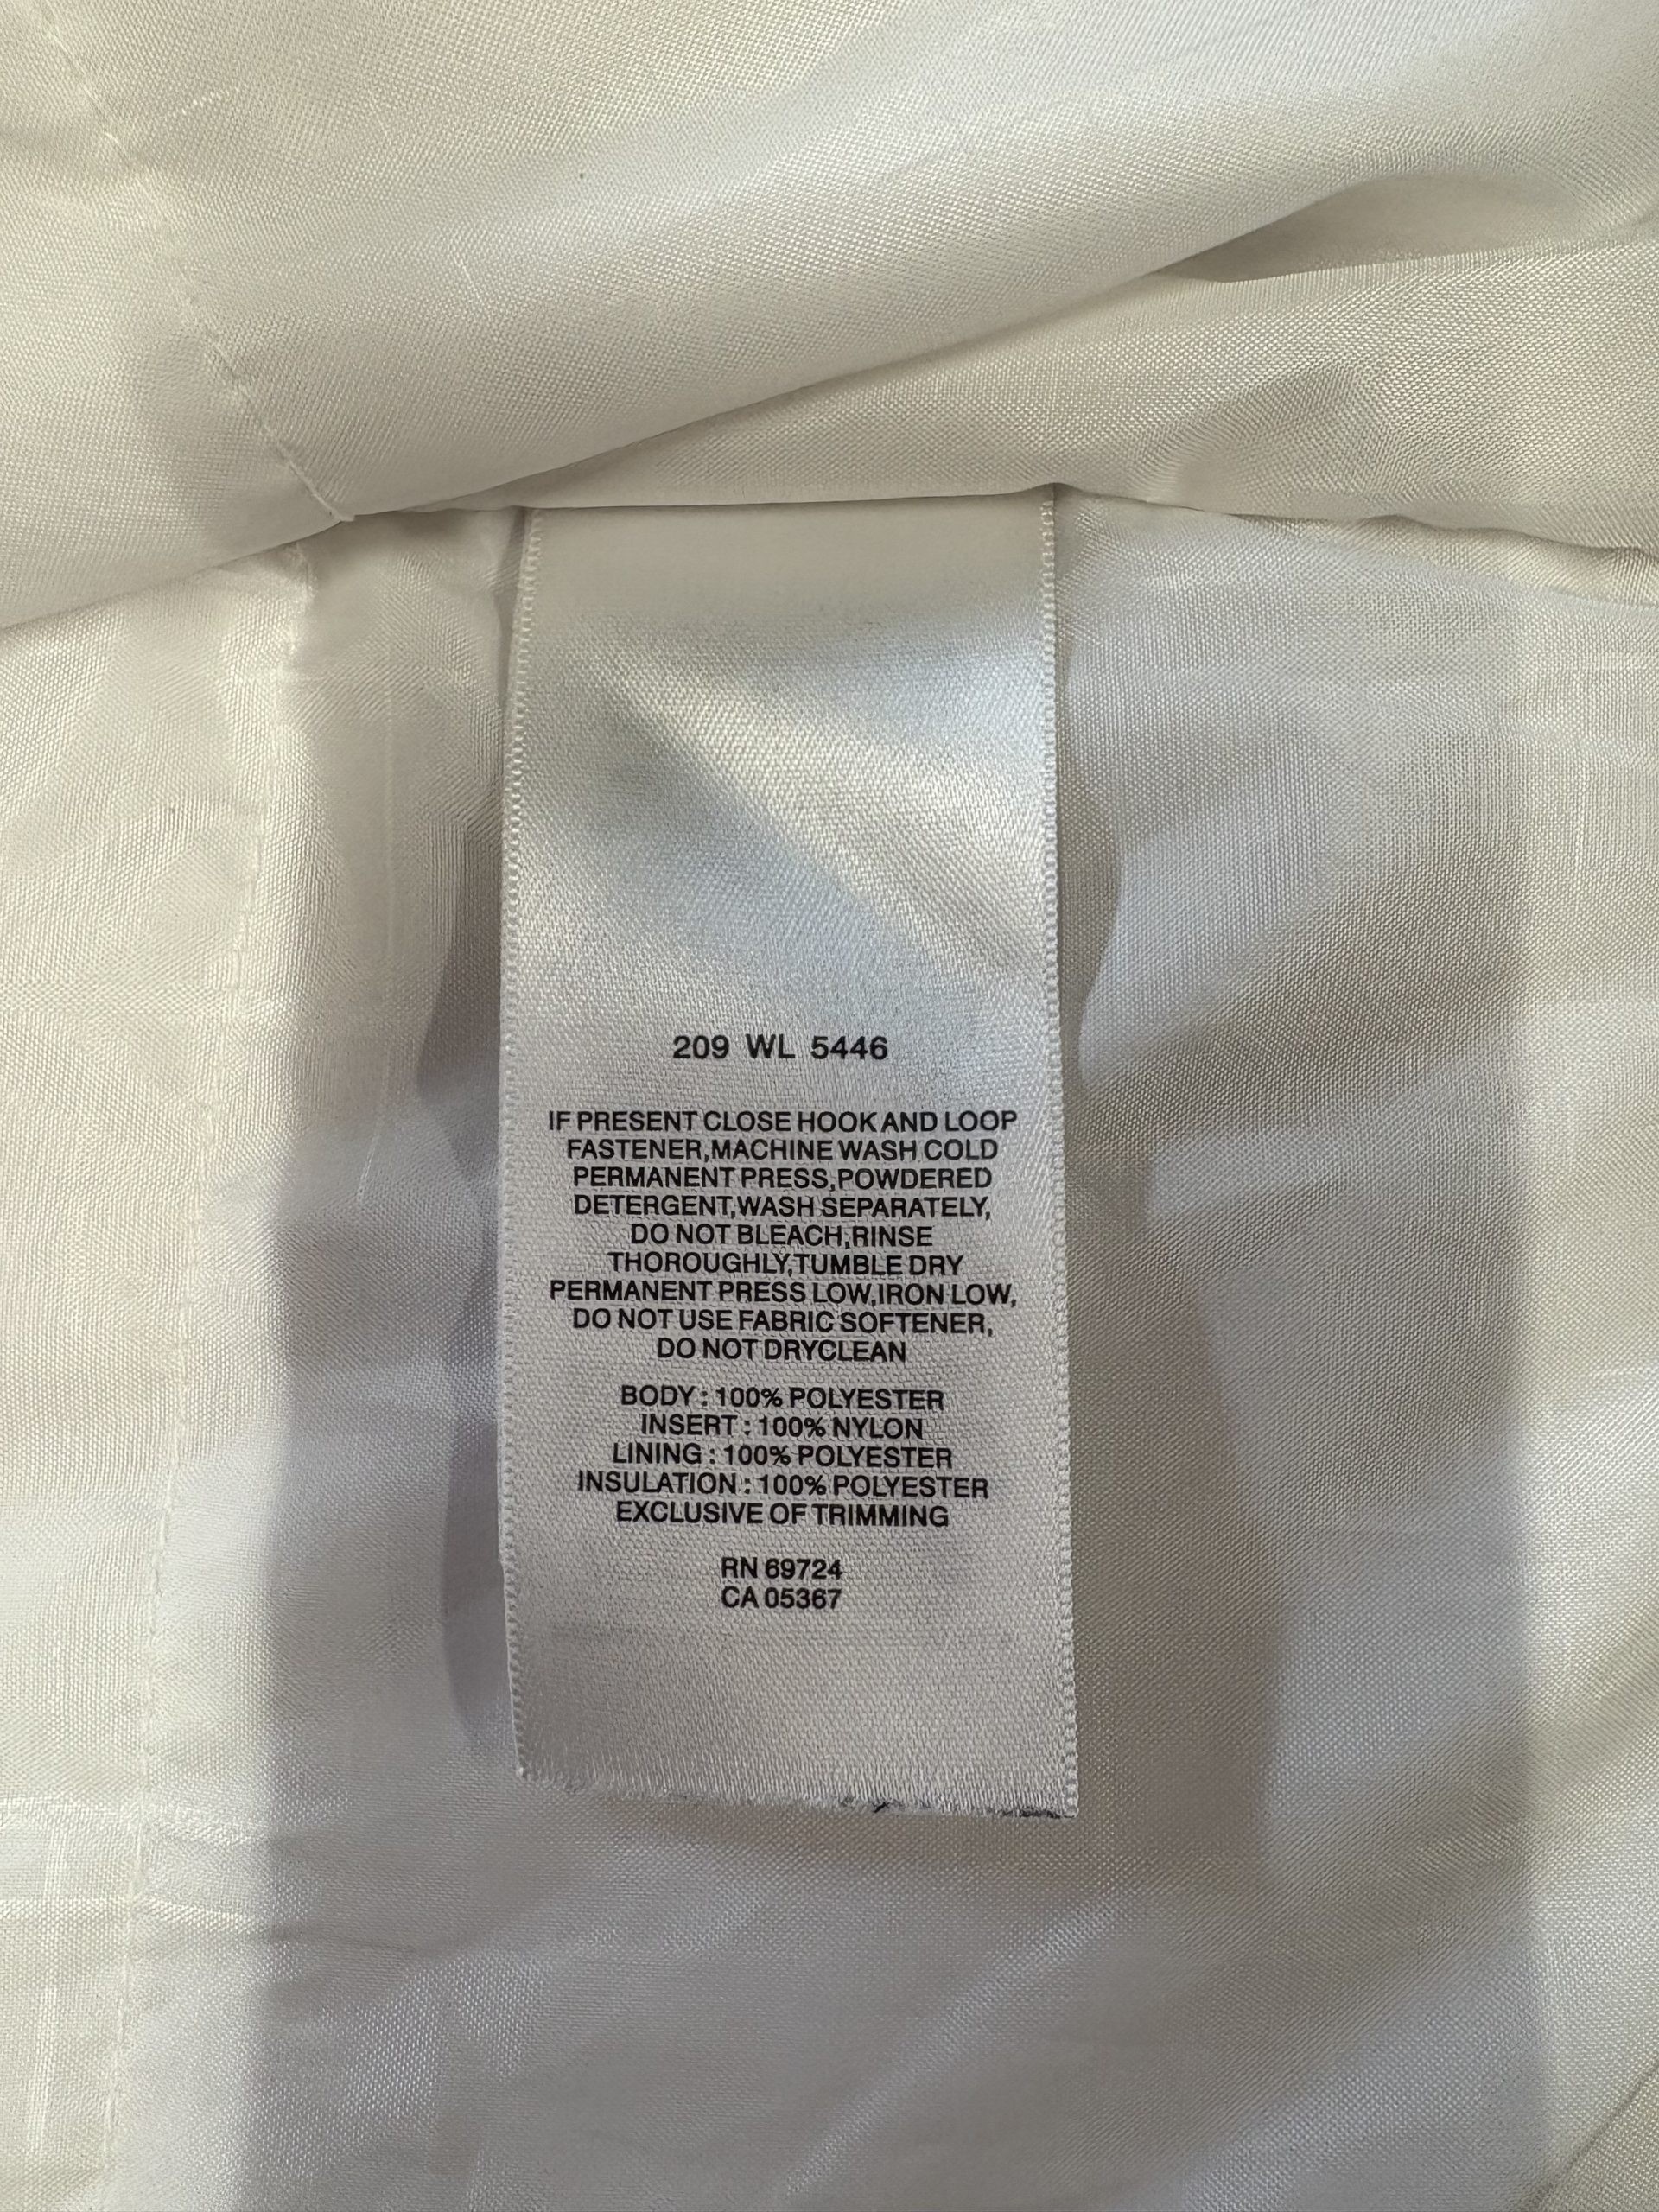 209 WL 5446
IF PRESENT CLOSE HOOK AND LOOP
FASTENER,MACHINE WASH COLD
PERMANENT PRESS,POWDERED
DETERGENT,WASH SEPARATELY,
DO NOT BLEACH,RINSE
THOROUGHLY,TUMBLE DRY
PERMANENT PRESS LOW,IRON LOW,
DO NOT USE FABRIC SOFTENER,
DO NOT DRYCLEAN
BODY : 100% POLYESTER
INSERT : 100% NYLON
LINING : 100% POLYESTER
INSULATION : 100% POLYESTER
EXCLUSIVE OF TRIMMING
RN 69724
CA 05367